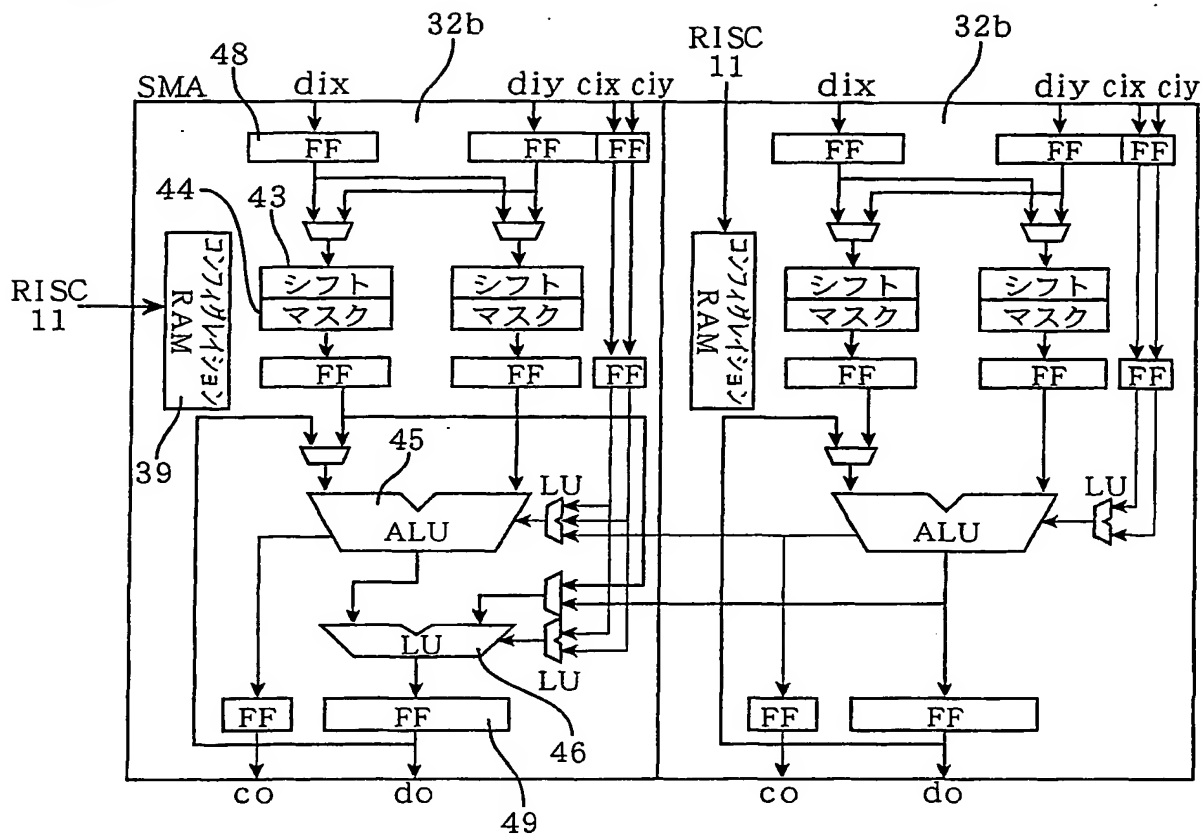 32b
RISC
11
32b
48
SMA
dix
diy
cix
ciy
dix
diy
cix
ciy
FF
FF
FF
FF
FF
FF
44
43
コンフィグレイション
RAM
シフト
マスク
シフト
マスク
コンフィグレイション
RAM
シフト
マスク
シフト
マスク
RISC
11
FF
FF
FF
FF
FF
FF
39
45
LU
LU
ALU
ALU
LU
LU
FF
FF
46
FF
FF
co
do
49
co
do